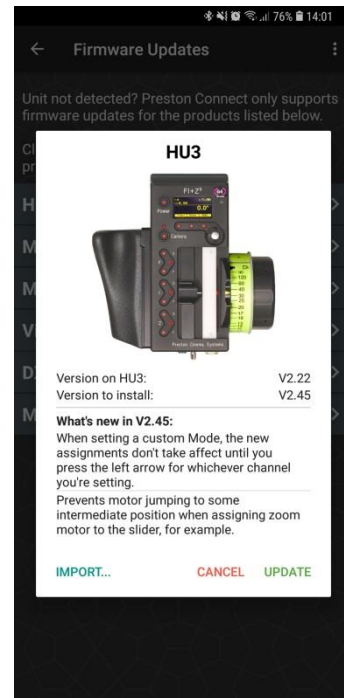 76% 14:01
Firmware Updates
Unit not detected? Preston Connect only supports
firmware updates for the products listed below.
HU3
Power
FI+Z³
0.0"
Camera
Preston Cinema Systems
Version on HU3: V2.22
Version to install: V2.45
What's new in V2.45:
When setting a custom Mode, the new
assignments don't take affect until you
press the left arrow for whichever channel
you're setting.
Prevents motor jumping to some
intermediate position when assigning zoom
motor to the slider, for example.
IMPORT... CANCEL UPDATE